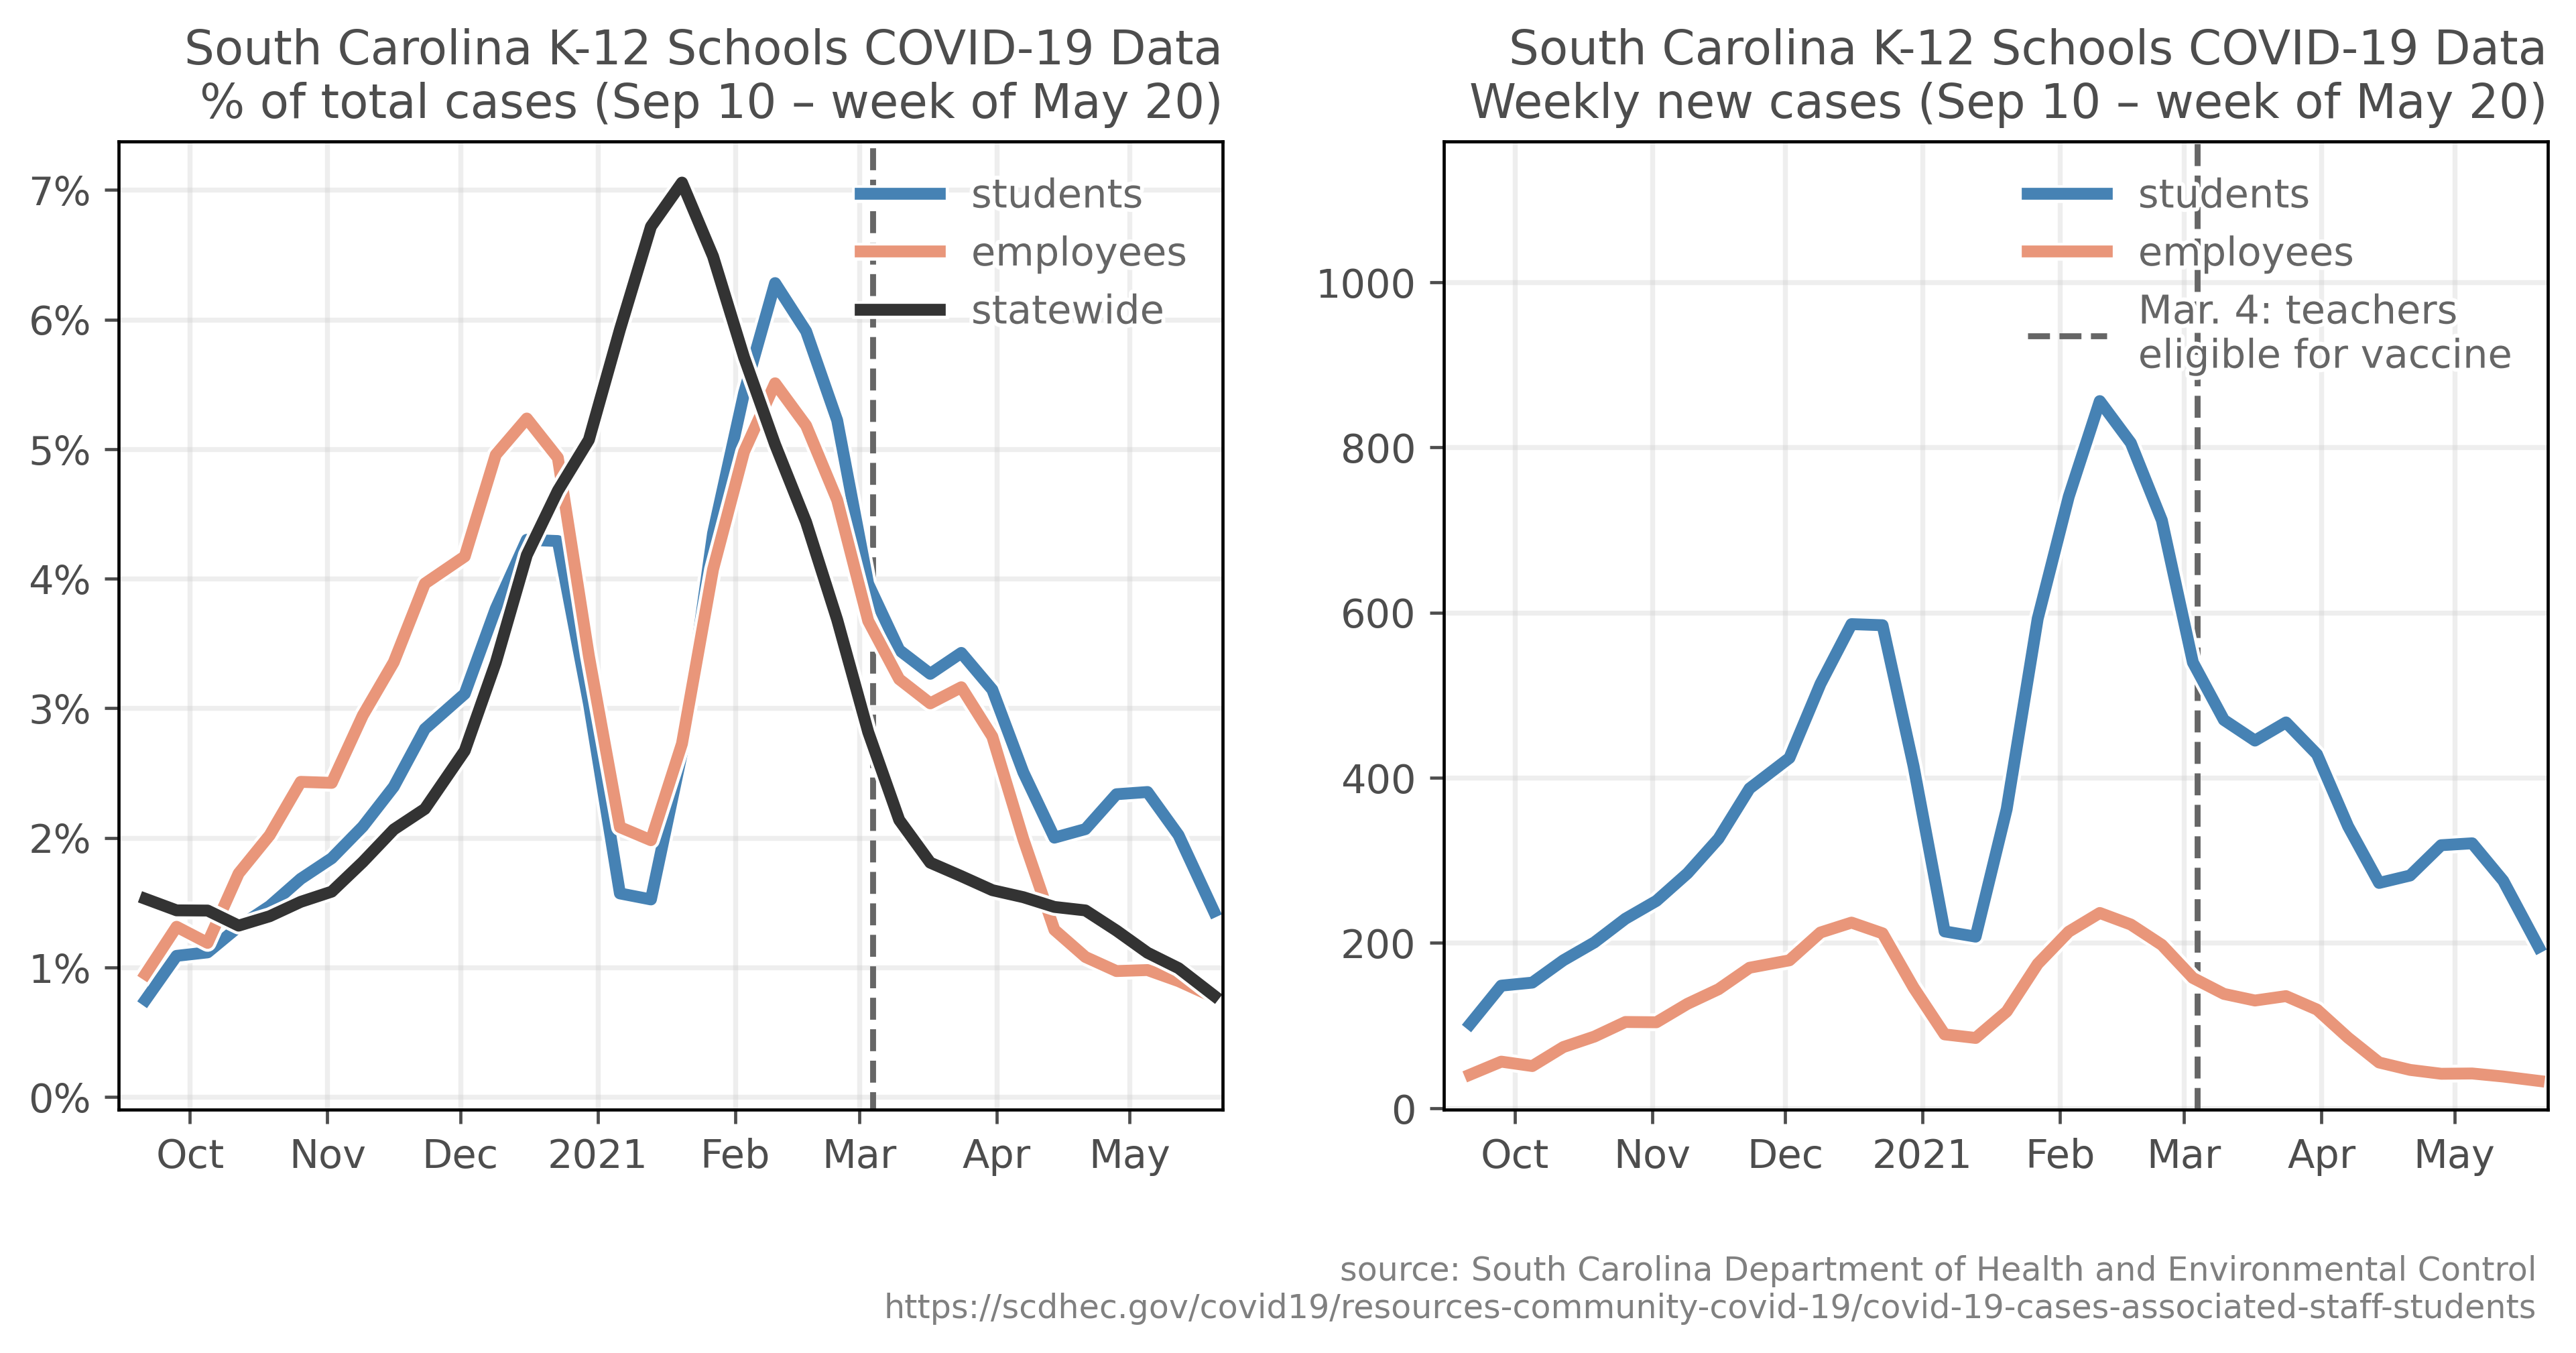 South Carolina K-12 Schools COVID-19 Data
% of total cases (Sep 10 – week of May 20)
7%
6%
5%
4%
3%
2%
1%
0%
students
employees
statewide
Oct Nov Dec 2021 Feb Mar Apr May
South Carolina K-12 Schools COVID-19 Data
Weekly new cases (Sep 10 – week of May 20)
1000
800
600
400
200
0
students
employees
Mar. 4: teachers
eligible for vaccine
Oct Nov Dec 2021 Feb Mar Apr May
source: South Carolina Department of Health and Environmental Control
https://scdhec.gov/covid19/resources-community-covid-19/covid-19-cases-associated-staff-students